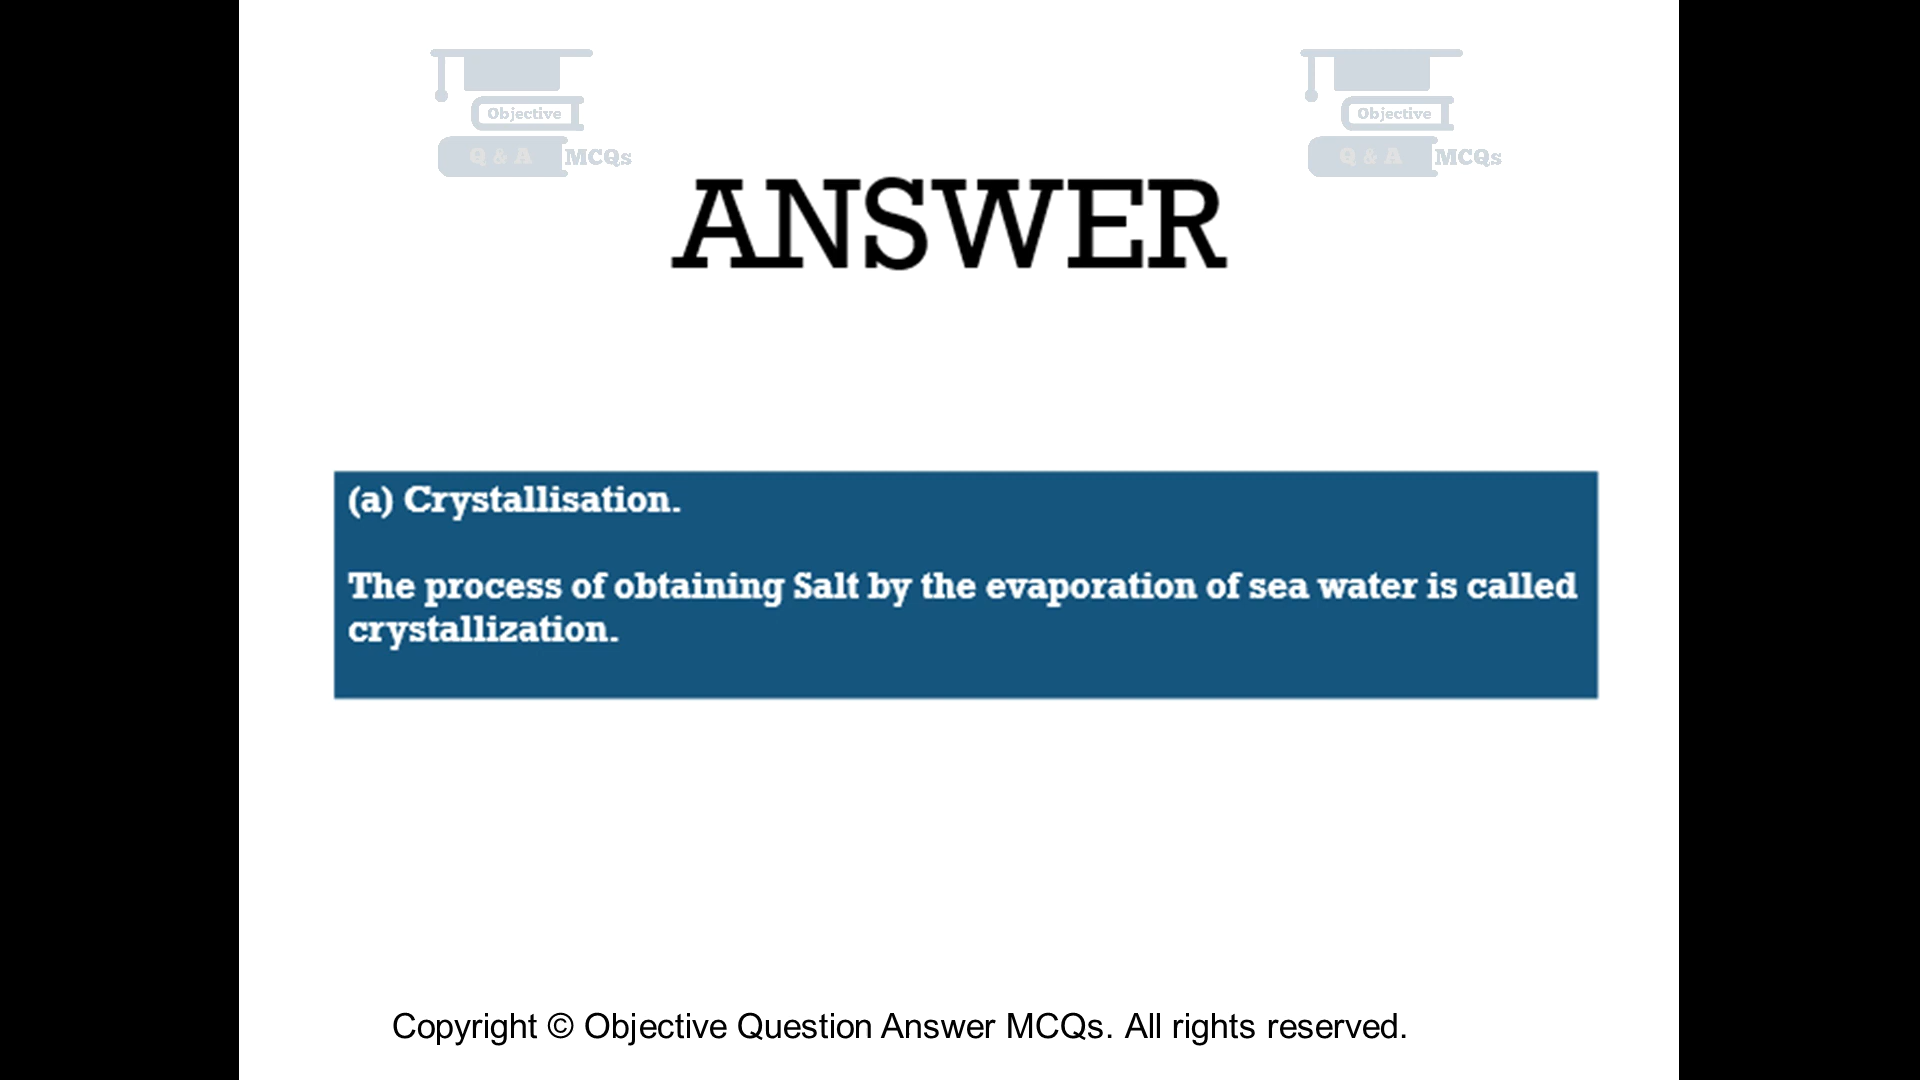 Objective
Q & A MCQs
Objective
Q & A MCQs
ANSWER
(a) Crystallisation.
The process of obtaining Salt by the evaporation of sea water is called
crystallization.
Copyright © Objective Question Answer MCQs. All rights reserved.